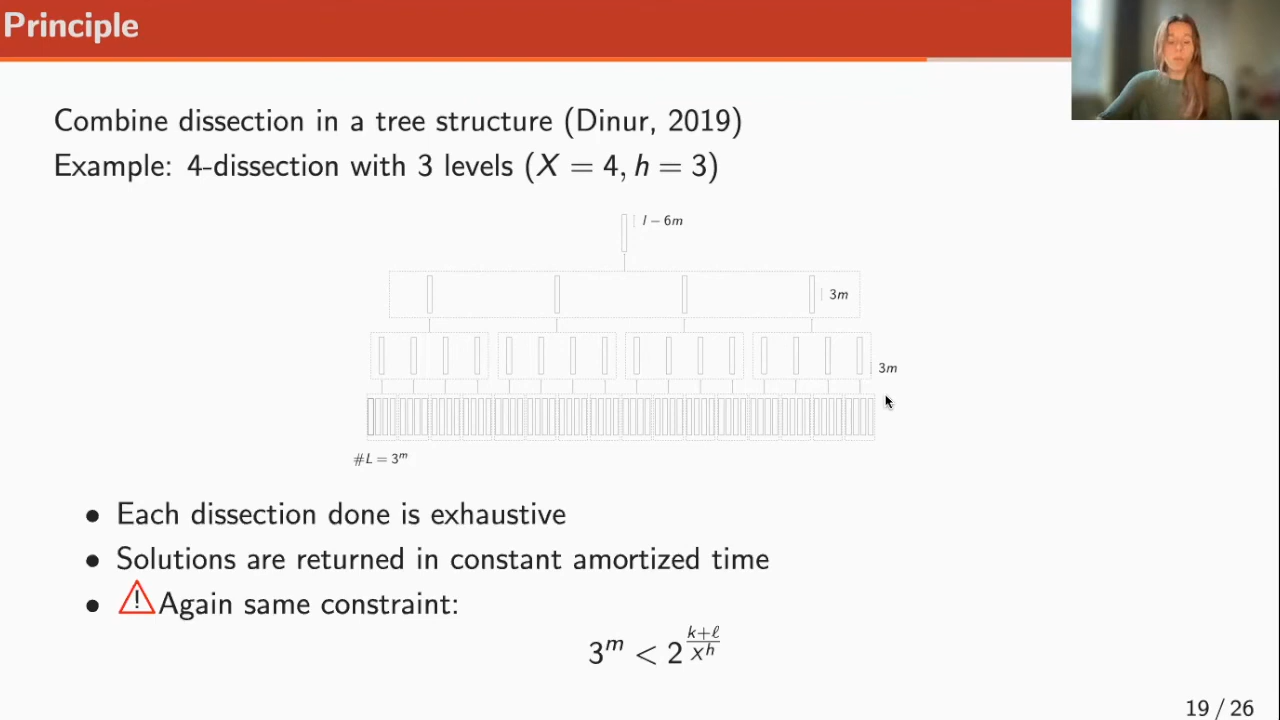 Principle
Combine dissection in a tree structure (Dinur, 2019)
Example: 4-dissection with 3 levels (X = 4, h = 3)
l − 6m
3m
3m
#L = 3^m
• Each dissection done is exhaustive
• Solutions are returned in constant amortized time
• ⚠Again same constraint:
3^m < 2^{\frac{k+ℓ}{X^h}}
19 / 26